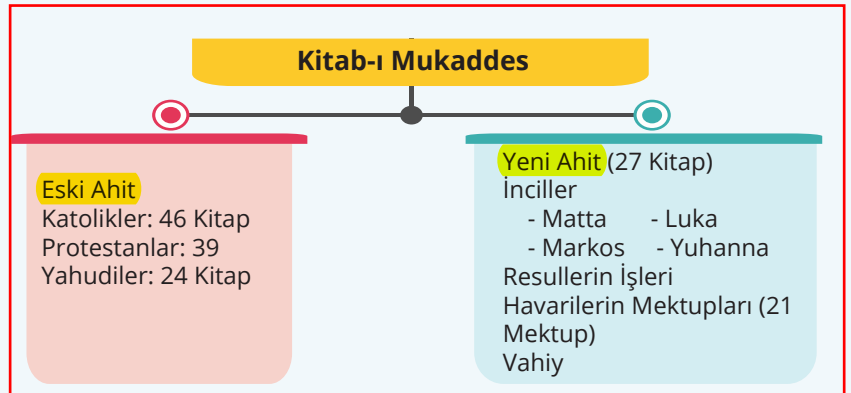 Kitab-ı Mukaddes
Eski Ahit
Katolikler: 46 Kitap
Protestanlar: 39
Yahudiler: 24 Kitap
Yeni Ahit (27 Kitap)
İnciller
- Matta - Luka
- Markos - Yuhanna
Resullerin İşleri
Havarilerin Mektupları (21
Mektup)
Vahiy